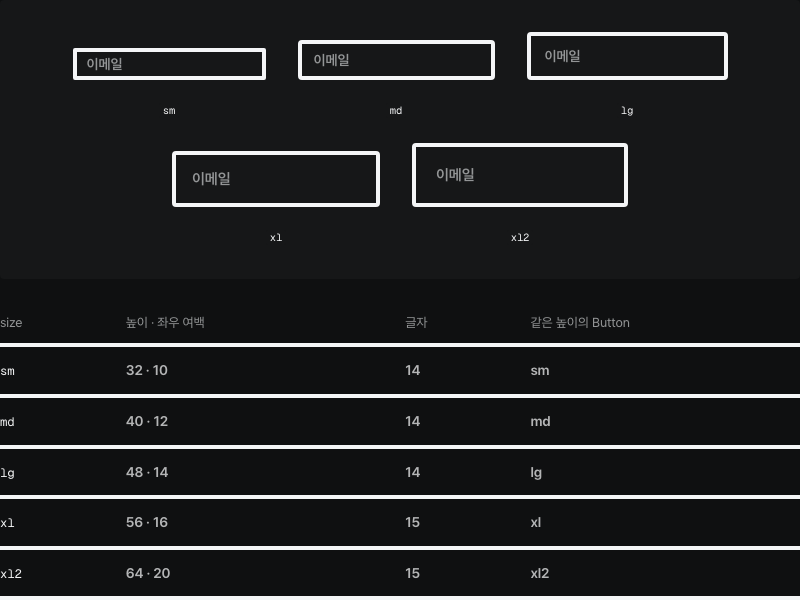 이메일 이메일 이메일
sm md lg
이메일 이메일
xl xl2
size 높이 · 좌우 여백 글자 같은 높이의 Button
sm 32 · 10 14 sm
md 40 · 12 14 md
lg 48 · 14 14 lg
xl 56 · 16 15 xl
xl2 64 · 20 15 xl2